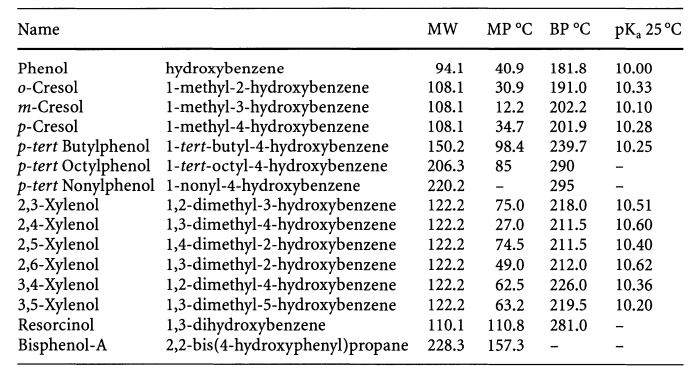 Name MW MP °C BP °C pKa 25 °C
Phenol hydroxybenzene 94.1 40.9 181.8 10.00
o-Cresol 1-methyl-2-hydroxybenzene 108.1 30.9 191.0 10.33
m-Cresol 1-methyl-3-hydroxybenzene 108.1 12.2 202.2 10.10
p-Cresol 1-methyl-4-hydroxybenzene 108.1 34.7 201.9 10.28
p-tert Butylphenol 1-tert-butyl-4-hydroxybenzene 150.2 98.4 239.7 10.25
p-tert Octylphenol 1-tert-octyl-4-hydroxybenzene 206.3 85 290 –
p-tert Nonylphenol 1-nonyl-4-hydroxybenzene 220.2 – 295 –
2,3-Xylenol 1,2-dimethyl-3-hydroxybenzene 122.2 75.0 218.0 10.51
2,4-Xylenol 1,3-dimethyl-4-hydroxybenzene 122.2 27.0 211.5 10.60
2,5-Xylenol 1,4-dimethyl-2-hydroxybenzene 122.2 74.5 211.5 10.40
2,6-Xylenol 1,3-dimethyl-2-hydroxybenzene 122.2 49.0 212.0 10.62
3,4-Xylenol 1,2-dimethyl-4-hydroxybenzene 122.2 62.5 226.0 10.36
3,5-Xylenol 1,3-dimethyl-5-hydroxybenzene 122.2 63.2 219.5 10.20
Resorcinol 1,3-dihydroxybenzene 110.1 110.8 281.0 –
Bisphenol-A 2,2-bis(4-hydroxyphenyl)propane 228.3 157.3 – –